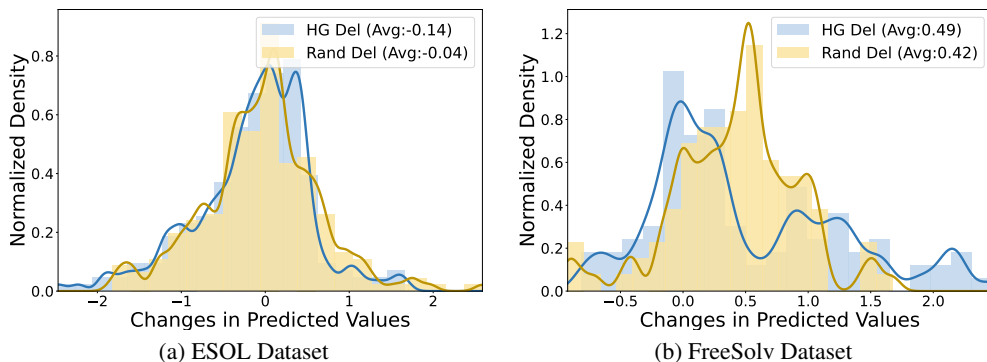 HG Del (Avg:-0.14)
Rand Del (Avg:-0.04)
Normalized Density
0.0
0.2
0.4
0.6
0.8
−2
−1
0
1
2
Changes in Predicted Values
(a) ESOL Dataset
HG Del (Avg:0.49)
Rand Del (Avg:0.42)
Normalized Density
0.0
0.2
0.4
0.6
0.8
1.0
1.2
−0.5
0.0
0.5
1.0
1.5
2.0
Changes in Predicted Values
(b) FreeSolv Dataset